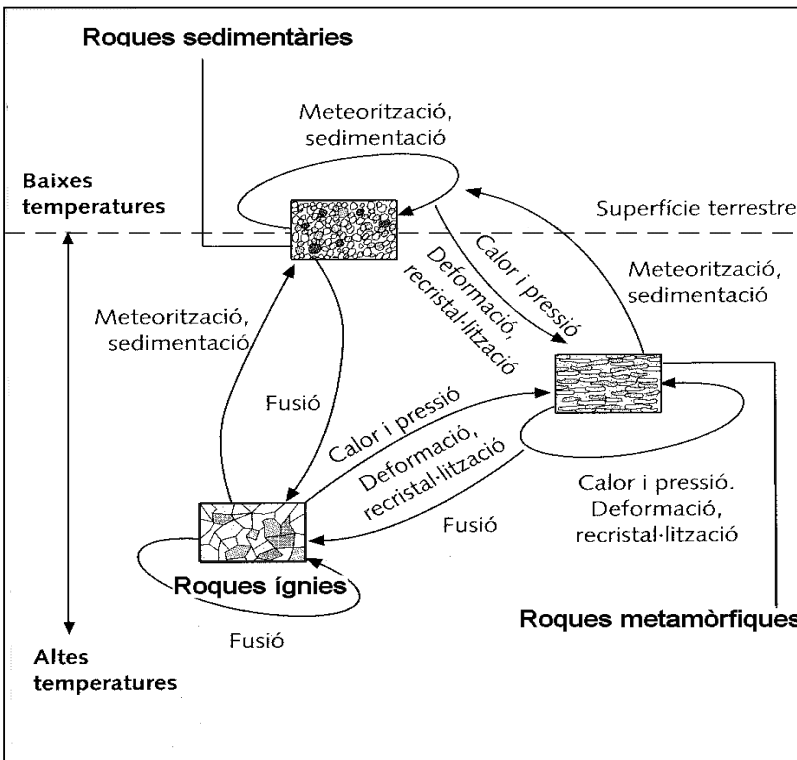 Roques sedimentàries
Meteorització,
sedimentació
Baixes
temperatures
Superfície terrestre
Calor i pressió
Deformació,
recristal·lització
Meteorització,
sedimentació
Meteorització,
sedimentació
Fusió
Calor i pressió
Deformació,
recristal·lització
Fusió
Calor i pressió.
Deformació,
recristal·lització
Roques ígnies
Fusió
Roques metamòrfiques
Altes
temperatures